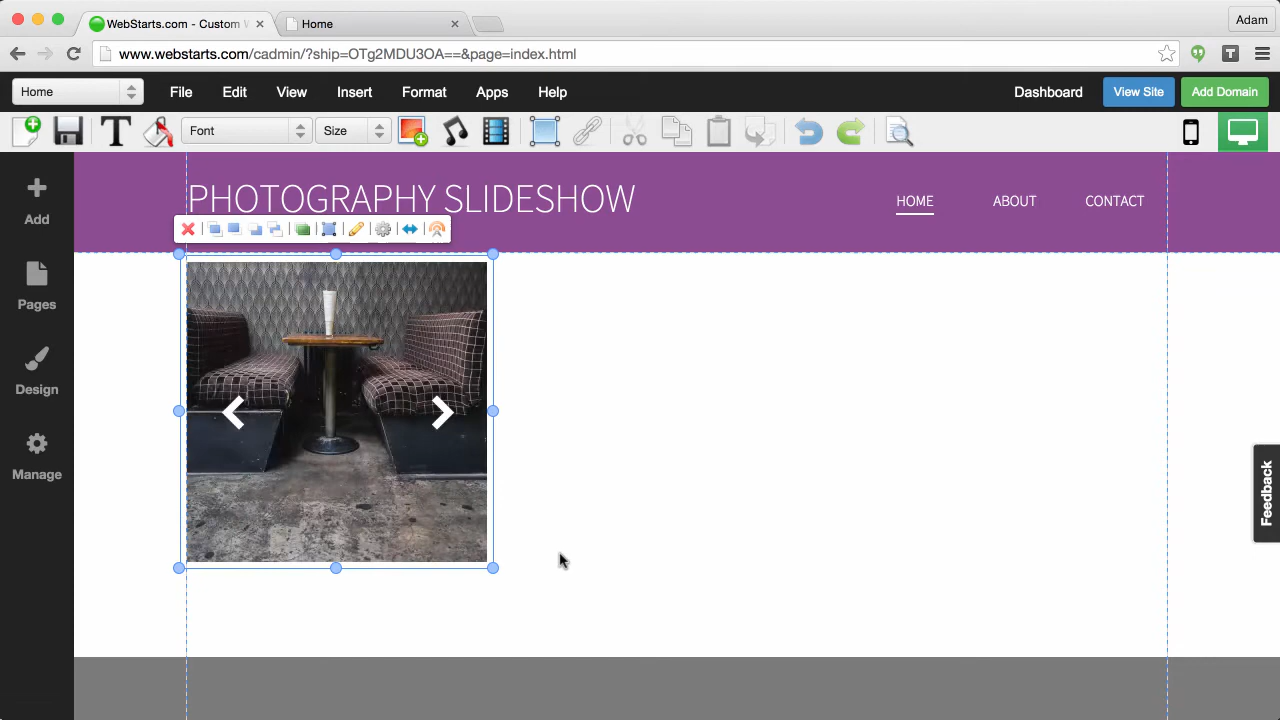 WebStarts.com - Custom W
Home
Adam
www.webstarts.com/cadmin/?ship=OTg2MDU3OA==&page=index.html
Home
File
Edit
View
Insert
Format
Apps
Help
Dashboard
View Site
Add Domain
T
Font
Size
T
Add
Pages
Design
Manage
PHOTOGRAPHY SLIDESHOW
HOME
ABOUT
CONTACT
Feedback